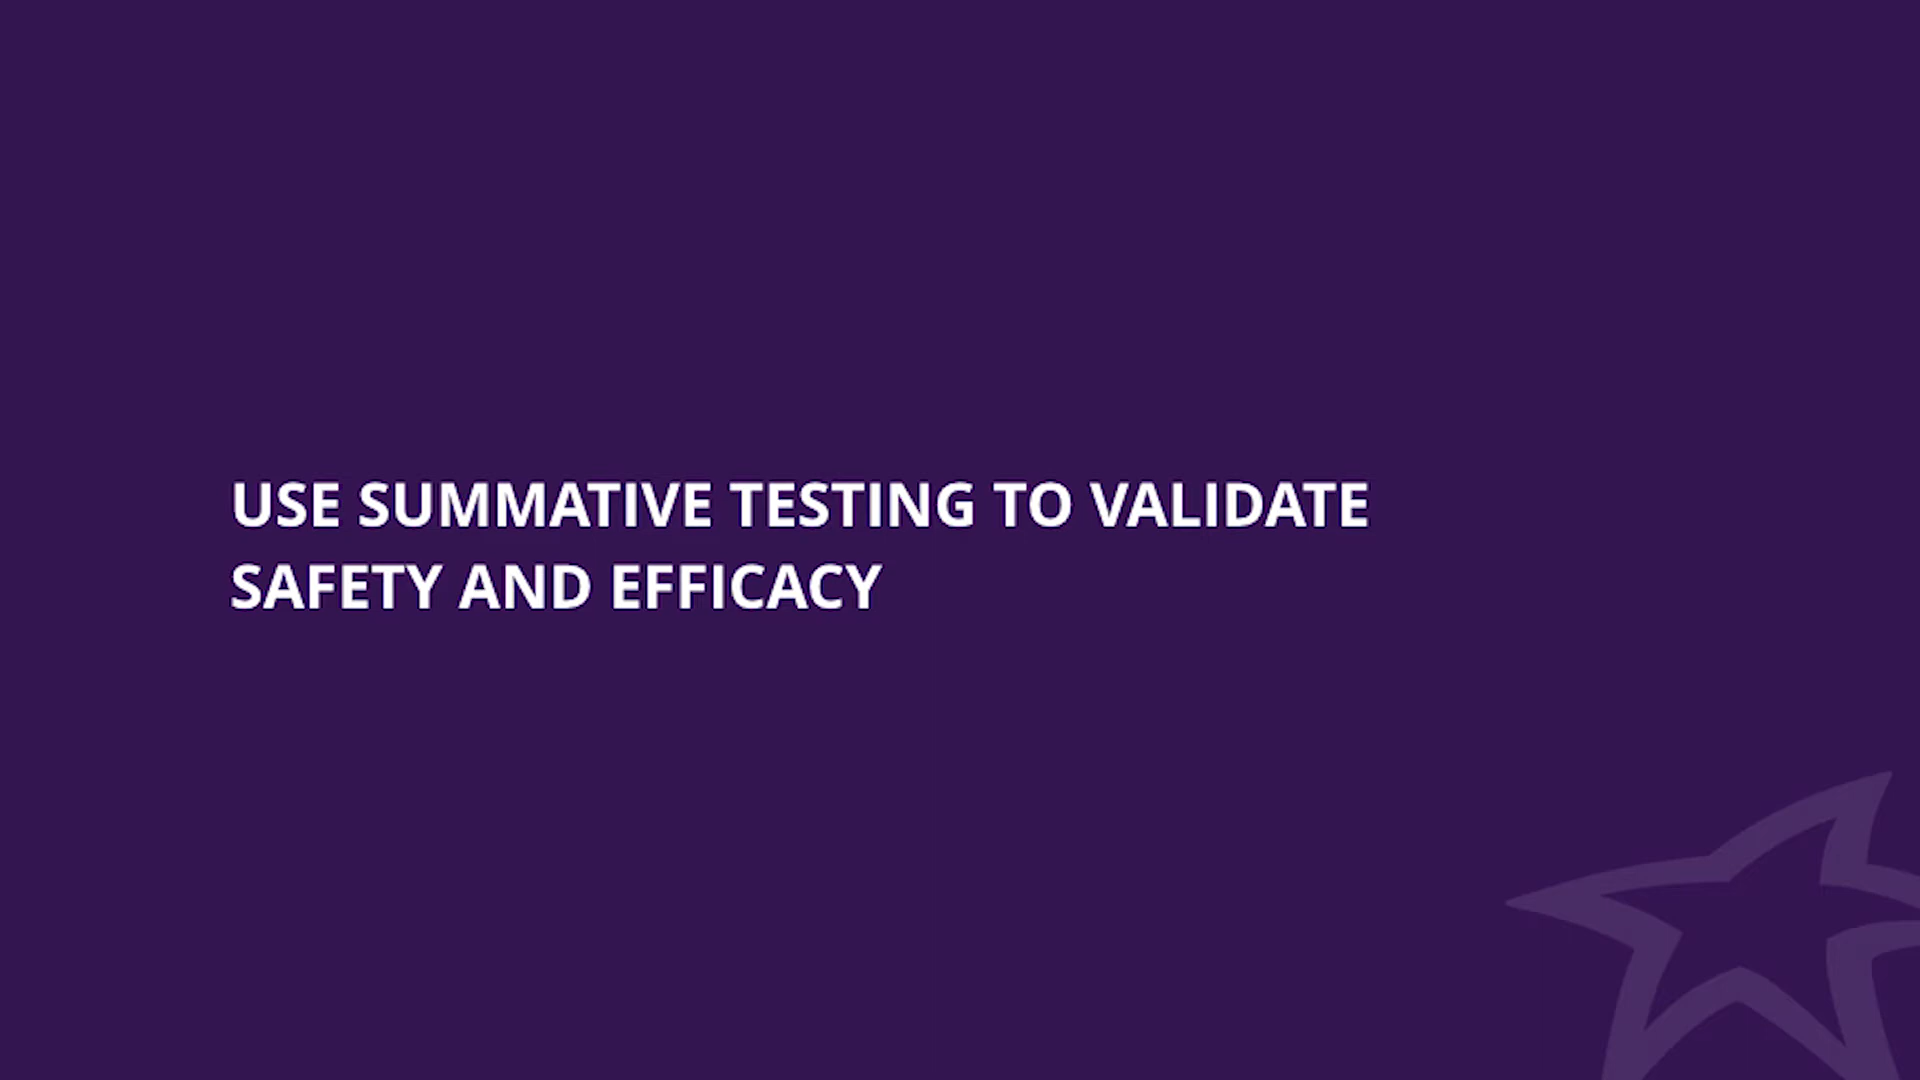 USE SUMMATIVE TESTING TO VALIDATE
SAFETY AND EFFICACY